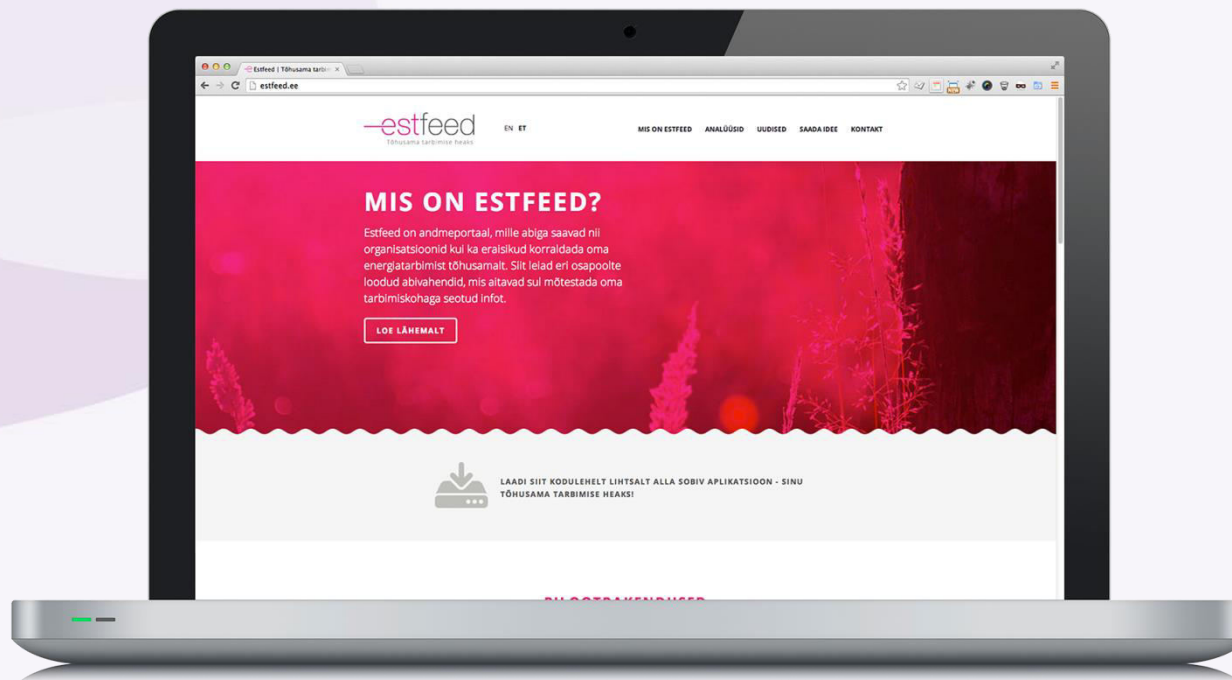 Estfeed | Tõhusama tarbim
estfeed.ee
estfeed
Tõhusama tarbimise heaks
EN ET
MIS ON ESTFEED ANALÜÜSID UUDISED SAADA IDEE KONTAKT
MIS ON ESTFEED?
Estfeed on andmeportaal, mille abiga saavad nii
organisatsioonid kui ka eraisikud korraldada oma
energiatarbimist tõhusamalt. Siit leiad eri osapoolte
loodud abivahendid, mis aitavad sul mõtestada oma
tarbimiskohaga seotud infot.
LOE LÄHEMALT
LAADI SIIT KODULEHELT LIHTSALT ALLA SOBIV APLIKATSIOON - SINU
TÕHUSAMA TARBIMISE HEAKS!
PILOOTRAKENDUSED